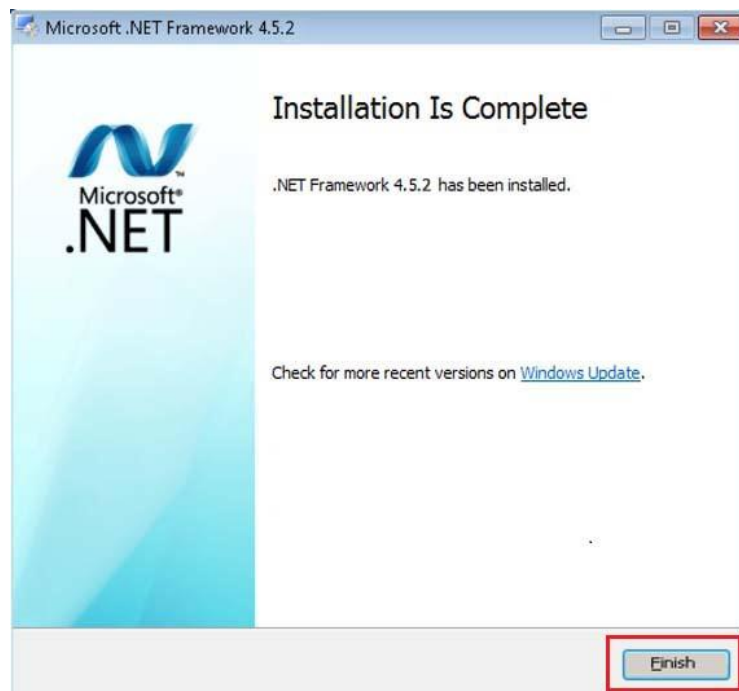 Microsoft .NET Framework 4.5.2
Installation Is Complete
Microsoft®
.NET
.NET Framework 4.5.2 has been installed.
Check for more recent versions on Windows Update.
Finish